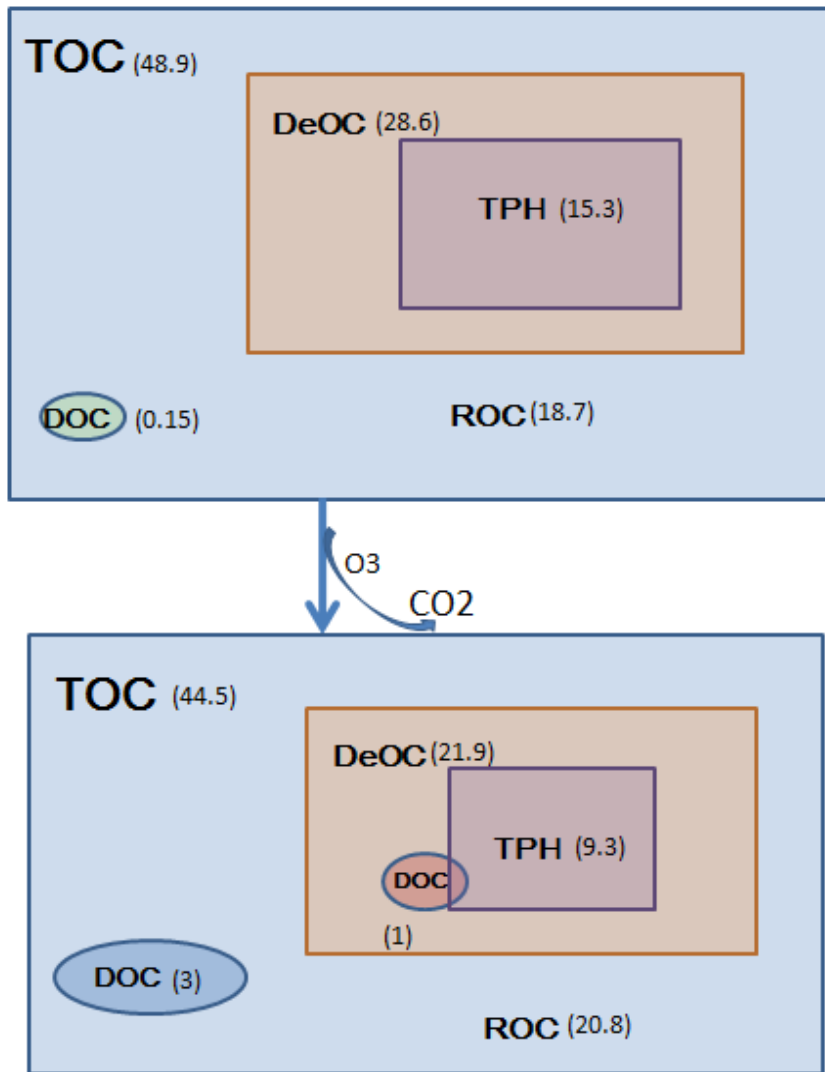 TOC (48.9)
DeOC (28.6)
TPH (15.3)
DOC (0.15)
ROC (18.7)
O3
CO2
TOC (44.5)
DeOC (21.9)
TPH (9.3)
DOC
(1)
DOC (3)
ROC (20.8)